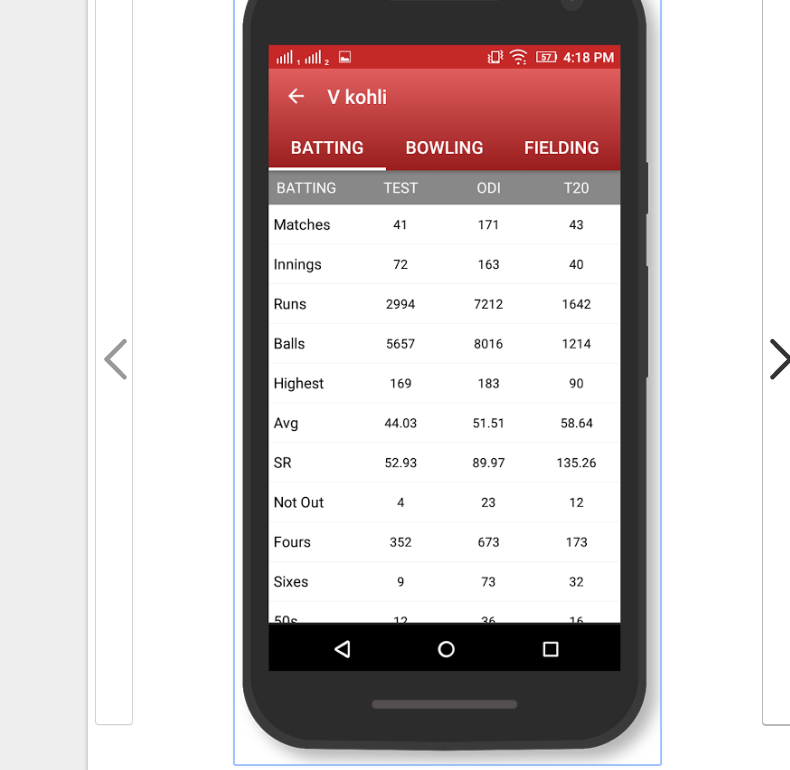 1 2 57 4:18 PM
V kohli
BATTING BOWLING FIELDING
BATTING TEST ODI T20
Matches 41 171 43
Innings 72 163 40
Runs 2994 7212 1642
Balls 5657 8016 1214
Highest 169 183 90
Avg 44.03 51.51 58.64
SR 52.93 89.97 135.26
Not Out 4 23 12
Fours 352 673 173
Sixes 9 73 32
50s 12 36 16